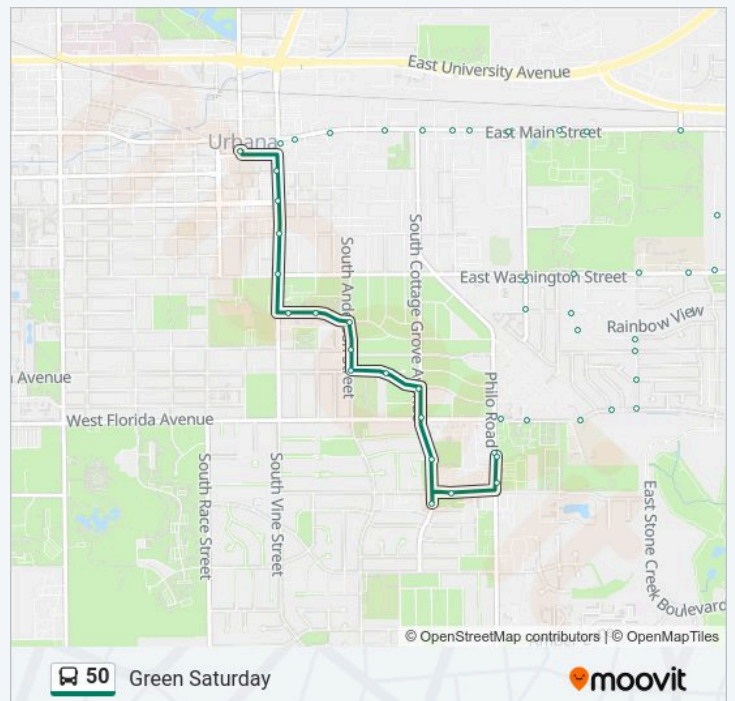 East University Avenue
Urbana
East Main Street
South Anderson Street
South Cottage Grove A
East Washington Street
Rainbow View
Avenue
Philo Road
West Florida Avenue
South Race Street
South Vine Street
East Stone Creek Boulevard
© OpenStreetMap contributors | © OpenMapTiles
50 Green Saturday
moovit